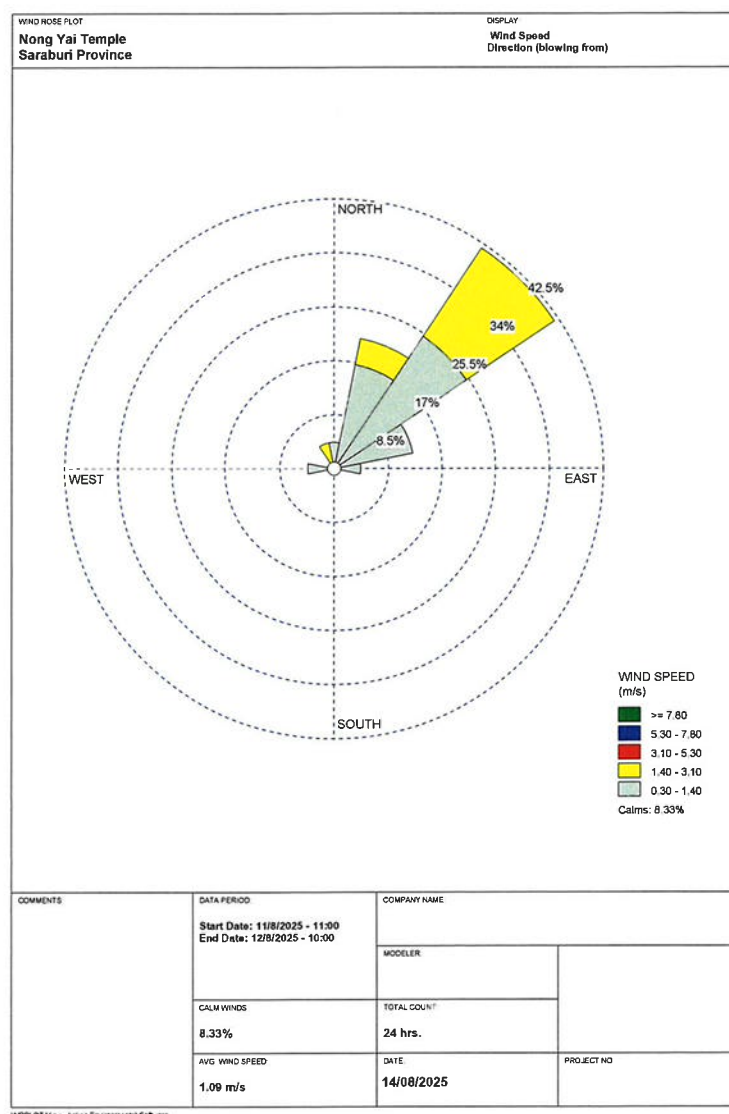 WIND ROSE PLOT
Nong Yai Temple
Saraburi Province
DISPLAY
Wind Speed
Direction (blowing from)
NORTH
42.5%
34%
25.5%
17%
8.5%
WEST
EAST
SOUTH
WIND SPEED
(m/s)
>= 7.80
5.30 - 7.80
3.10 - 5.30
1.40 - 3.10
0.30 - 1.40
Calms: 8.33%
COMMENTS
DATA PERIOD
Start Date: 11/8/2025 - 11:00
End Date: 12/8/2025 - 10:00
COMPANY NAME
MODELER
CALM WINDS
8.33%
TOTAL COUNT
24 hrs.
AVG. WIND SPEED
1.09 m/s
DATE
14/08/2025
PROJECT NO